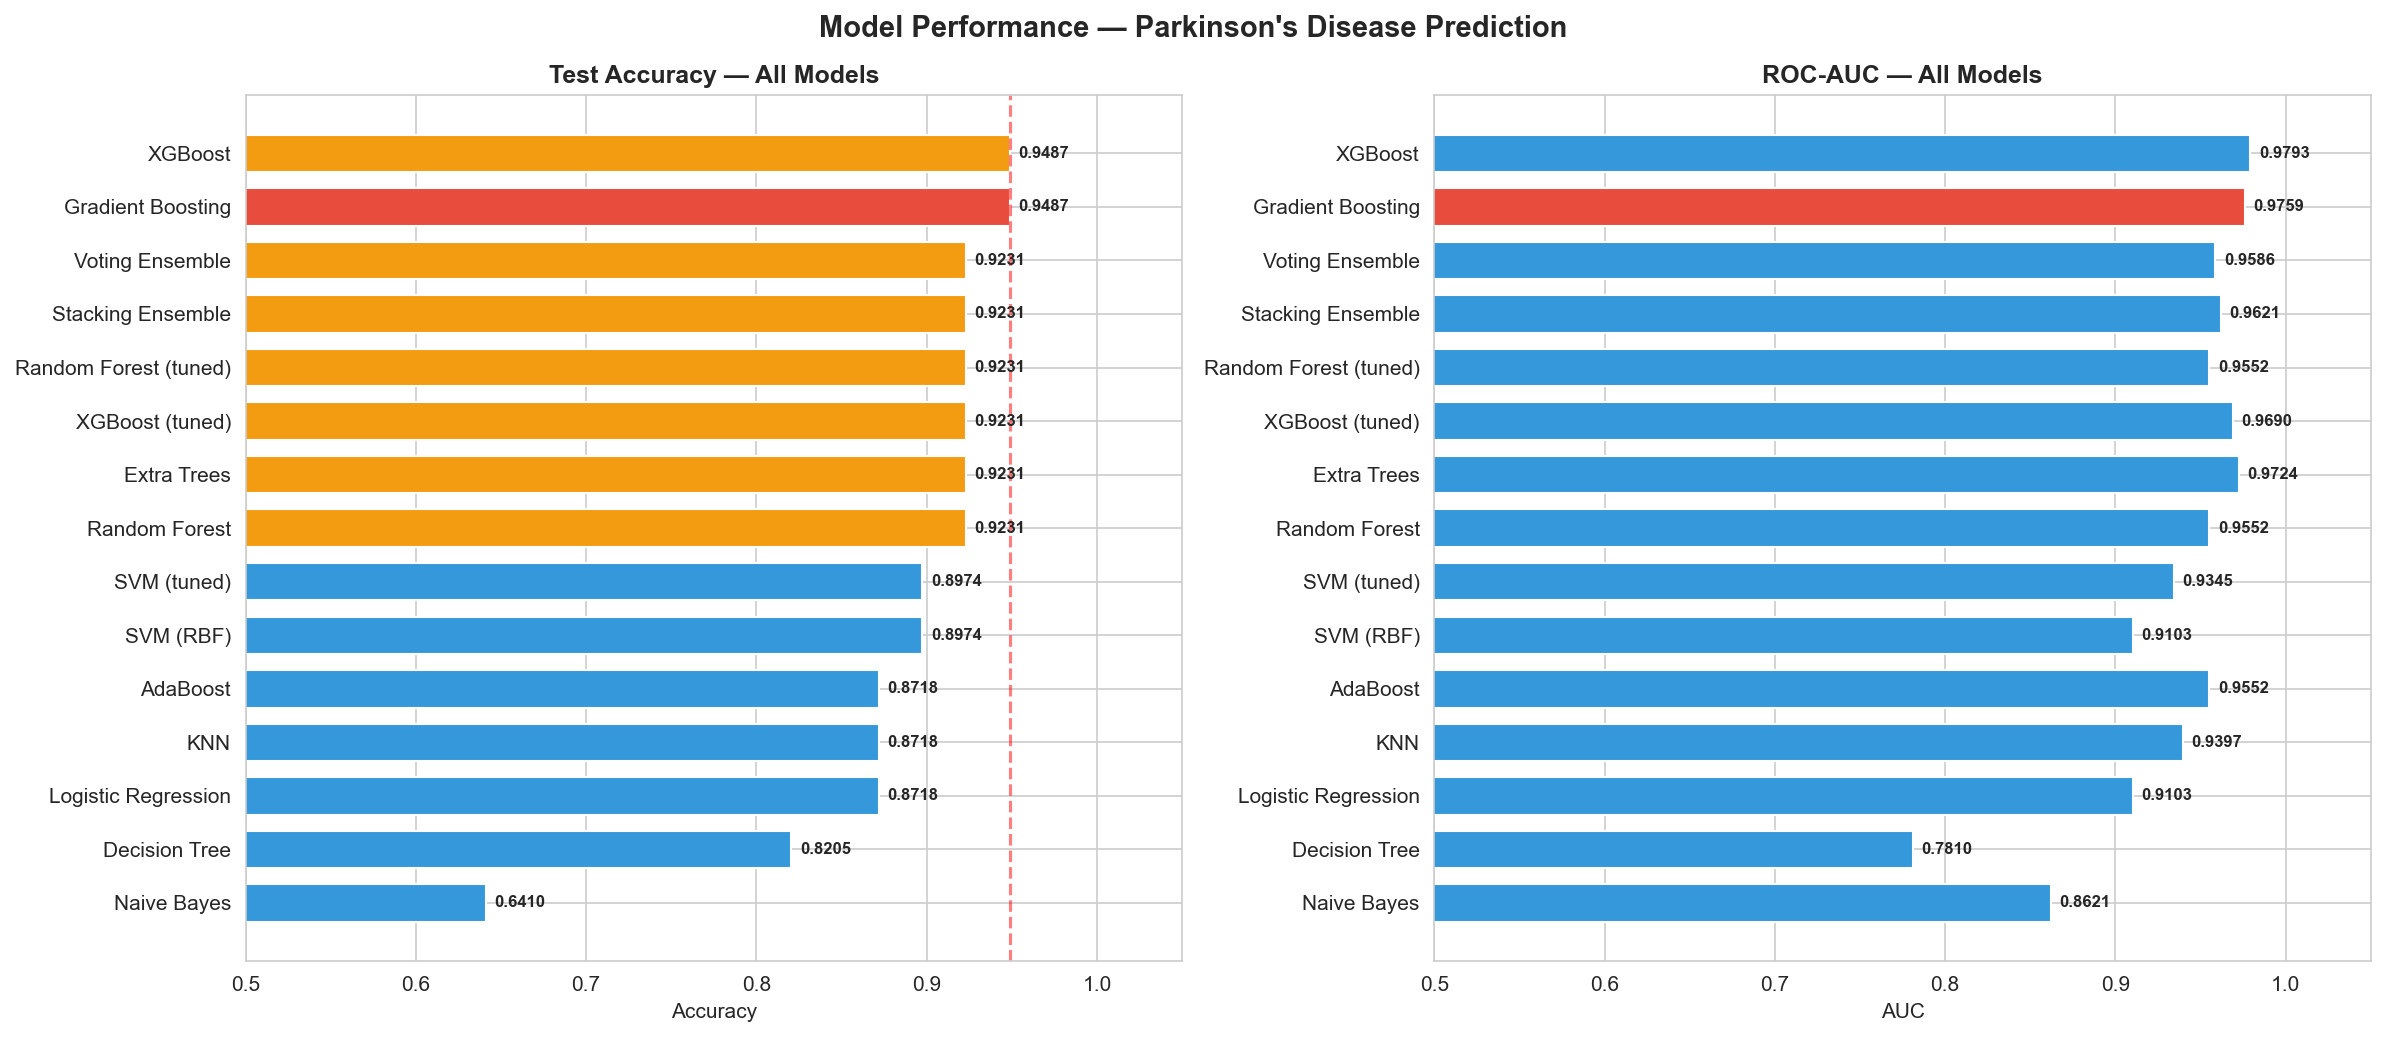 Model Performance — Parkinson's Disease Prediction
Test Accuracy — All Models
XGBoost 0.9487
Gradient Boosting 0.9487
Voting Ensemble 0.9231
Stacking Ensemble 0.9231
Random Forest (tuned) 0.9231
XGBoost (tuned) 0.9231
Extra Trees 0.9231
Random Forest 0.9231
SVM (tuned) 0.8974
SVM (RBF) 0.8974
AdaBoost 0.8718
KNN 0.8718
Logistic Regression 0.8718
Decision Tree 0.8205
Naive Bayes 0.6410
0.5 0.6 0.7 0.8 0.9 1.0
Accuracy
ROC-AUC — All Models
XGBoost 0.9793
Gradient Boosting 0.9759
Voting Ensemble 0.9586
Stacking Ensemble 0.9621
Random Forest (tuned) 0.9552
XGBoost (tuned) 0.9690
Extra Trees 0.9724
Random Forest 0.9552
SVM (tuned) 0.9345
SVM (RBF) 0.9103
AdaBoost 0.9552
KNN 0.9397
Logistic Regression 0.9103
Decision Tree 0.7810
Naive Bayes 0.8621
0.5 0.6 0.7 0.8 0.9 1.0
AUC